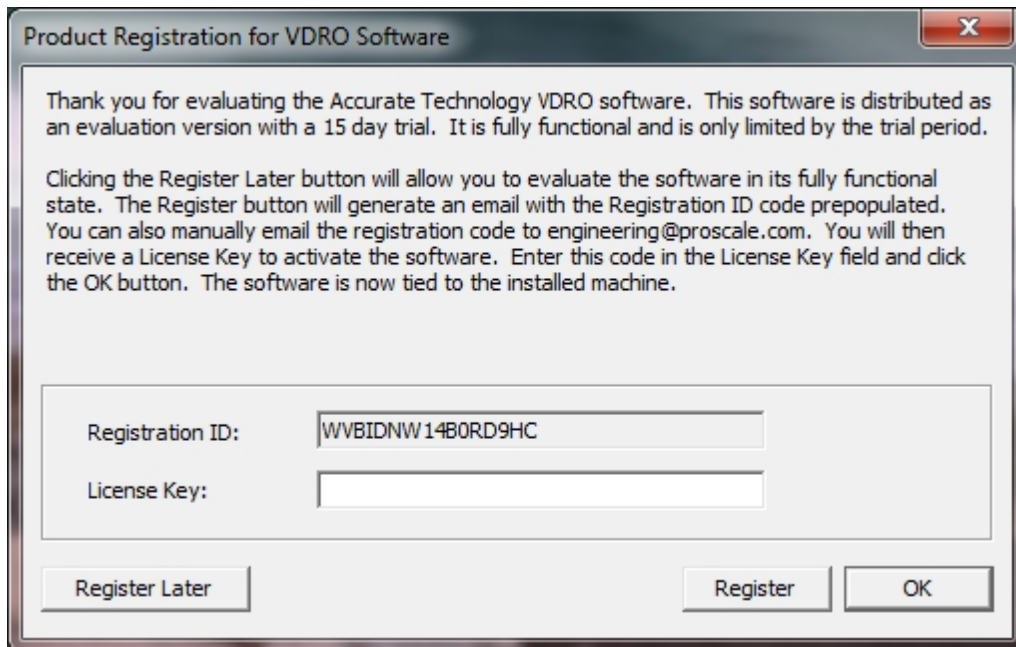 Product Registration for VDRO Software
Thank you for evaluating the Accurate Technology VDRO software.  This software is distributed as
an evaluation version with a 15 day trial.  It is fully functional and is only limited by the trial period.
Clicking the Register Later button will allow you to evaluate the software in its fully functional
state.  The Register button will generate an email with the Registration ID code prepopulated.
You can also manually email the registration code to engineering@proscale.com.  You will then
receive a License Key to activate the software.  Enter this code in the License Key field and click
the OK button.  The software is now tied to the installed machine.
Registration ID: WVBIDNW14B0RD9HC
License Key:
Register Later Register OK